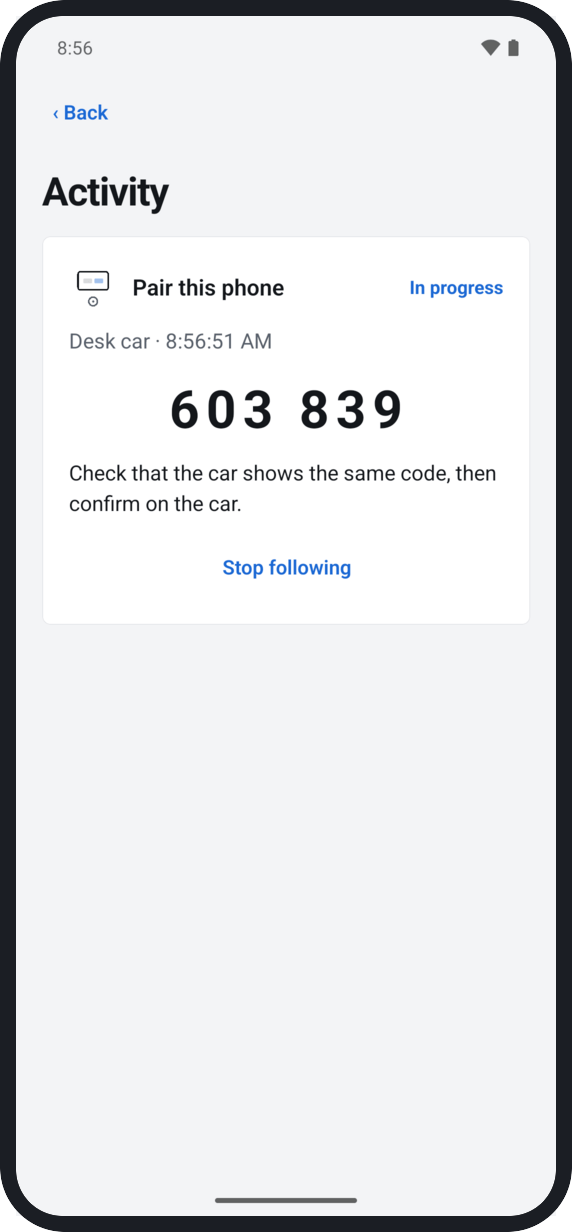 8:56
‹ Back
Activity
Pair this phone
In progress
Desk car · 8:56:51 AM
603 839
Check that the car shows the same code, then
confirm on the car.
Stop following